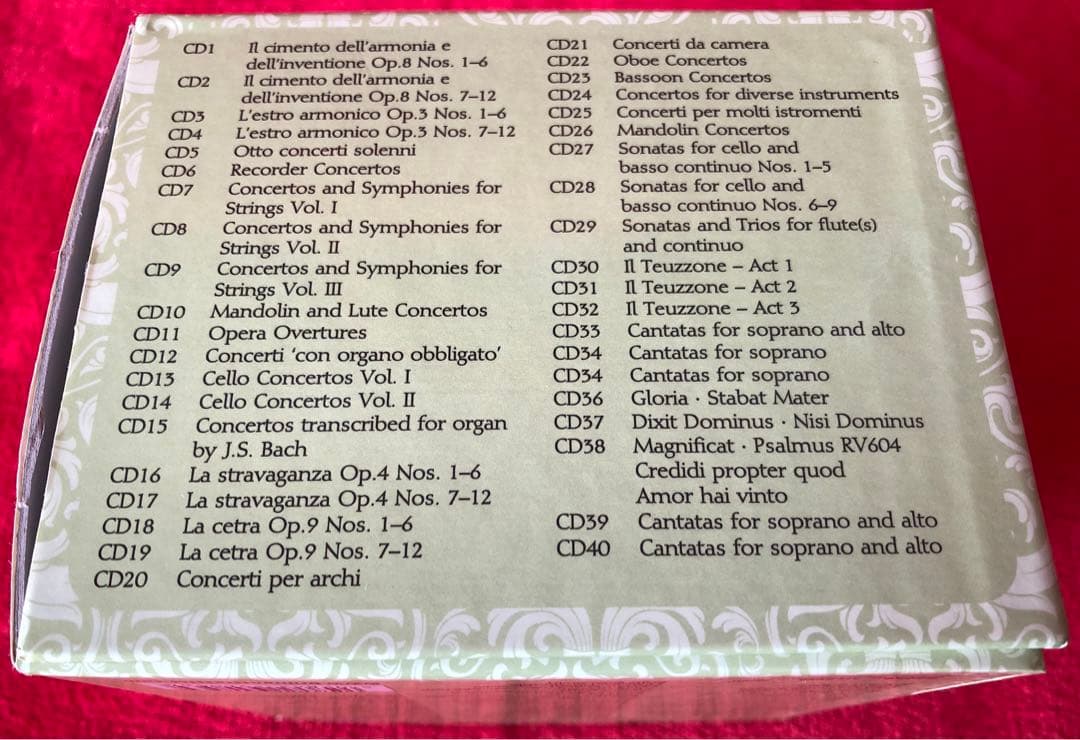 CD1 Il cimento dell'armonia e
dell'inventione Op.8 Nos. 1–6
CD2 Il cimento dell'armonia e
dell'inventione Op.8 Nos. 7–12
CD3 L'estro armonico Op.3 Nos. 1–6
CD4 L'estro armonico Op.3 Nos. 7–12
CD5 Otto concerti solenni
CD6 Recorder Concertos
CD7 Concertos and Symphonies for
Strings Vol. I
CD8 Concertos and Symphonies for
Strings Vol. II
CD9 Concertos and Symphonies for
Strings Vol. III
CD10 Mandolin and Lute Concertos
CD11 Opera Overtures
CD12 Concerti 'con organo obbligato'
CD13 Cello Concertos Vol. I
CD14 Cello Concertos Vol. II
CD15 Concertos transcribed for organ
by J.S. Bach
CD16 La stravaganza Op.4 Nos. 1–6
CD17 La stravaganza Op.4 Nos. 7–12
CD18 La cetra Op.9 Nos. 1–6
CD19 La cetra Op.9 Nos. 7–12
CD20 Concerti per archi
CD21 Concerti da camera
CD22 Oboe Concertos
CD23 Bassoon Concertos
CD24 Concertos for diverse instruments
CD25 Concerti per molti istromenti
CD26 Mandolin Concertos
CD27 Sonatas for cello and
basso continuo Nos. 1–5
CD28 Sonatas for cello and
basso continuo Nos. 6–9
CD29 Sonatas and Trios for flute(s)
and continuo
CD30 Il Teuzzone – Act 1
CD31 Il Teuzzone – Act 2
CD32 Il Teuzzone – Act 3
CD33 Cantatas for soprano and alto
CD34 Cantatas for soprano
CD34 Cantatas for soprano
CD36 Gloria · Stabat Mater
CD37 Dixit Dominus · Nisi Dominus
CD38 Magnificat · Psalmus RV604
Credidi propter quod
Amor hai vinto
CD39 Cantatas for soprano and alto
CD40 Cantatas for soprano and alto